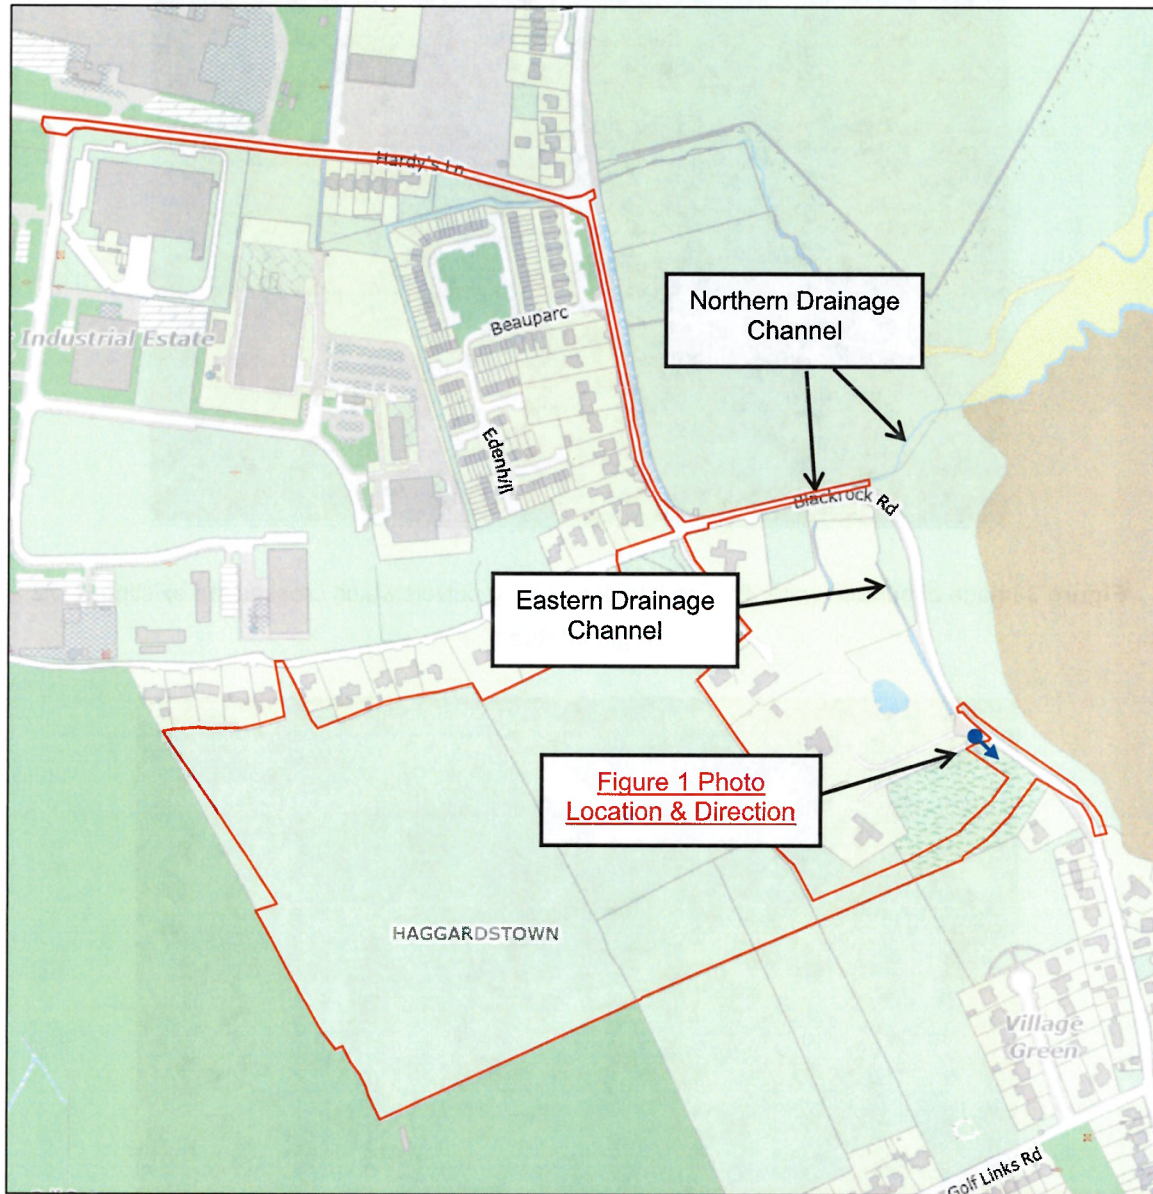 Hardy's Ln
Northern Drainage
Channel
Beauparc
Industrial Estate
Edenhill
Blackrock Rd
Eastern Drainage
Channel
Figure 1 Photo
Location & Direction
HAGGARDSTOWN
Village
Green
Golf Links Rd